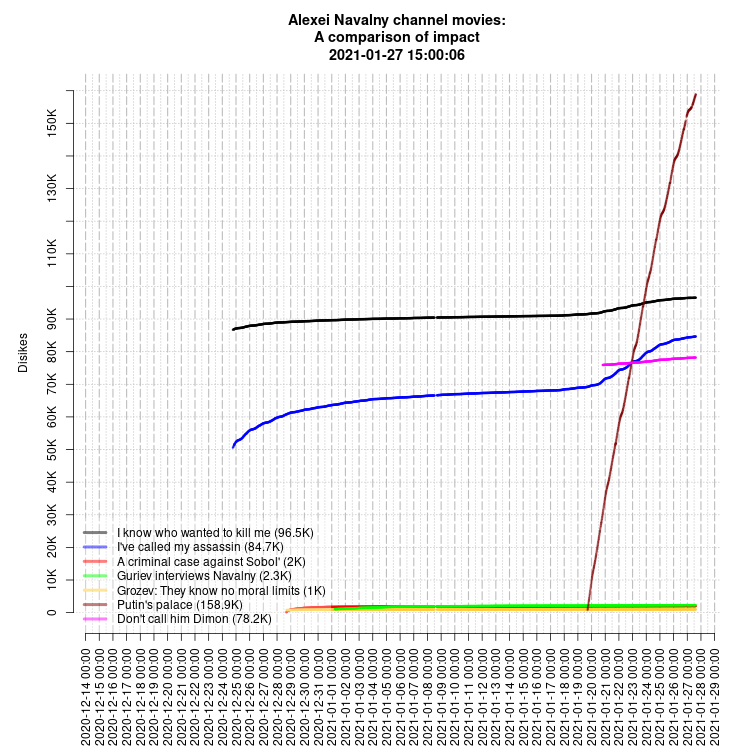 Alexei Navalny channel movies:
A comparison of impact
2021-01-27 15:00:06
Disikes
150K
130K
110K
90K
80K
70K
60K
50K
40K
30K
20K
10K
0
I know who wanted to kill me (96.5K)
I've called my assassin (84.7K)
A criminal case against Sobol' (2K)
Guriev interviews Navalny (2.3K)
Grozev: They know no moral limits (1K)
Putin's palace (158.9K)
Don't call him Dimon (78.2K)
2020-12-14 00:00
2020-12-15 00:00
2020-12-16 00:00
2020-12-17 00:00
2020-12-18 00:00
2020-12-19 00:00
2020-12-20 00:00
2020-12-21 00:00
2020-12-22 00:00
2020-12-23 00:00
2020-12-24 00:00
2020-12-25 00:00
2020-12-26 00:00
2020-12-27 00:00
2020-12-28 00:00
2020-12-29 00:00
2020-12-30 00:00
2020-12-31 00:00
2021-01-01 00:00
2021-01-02 00:00
2021-01-03 00:00
2021-01-04 00:00
2021-01-05 00:00
2021-01-06 00:00
2021-01-07 00:00
2021-01-08 00:00
2021-01-09 00:00
2021-01-10 00:00
2021-01-11 00:00
2021-01-12 00:00
2021-01-13 00:00
2021-01-14 00:00
2021-01-15 00:00
2021-01-16 00:00
2021-01-17 00:00
2021-01-18 00:00
2021-01-19 00:00
2021-01-20 00:00
2021-01-21 00:00
2021-01-22 00:00
2021-01-23 00:00
2021-01-24 00:00
2021-01-25 00:00
2021-01-26 00:00
2021-01-27 00:00
2021-01-28 00:00
2021-01-29 00:00